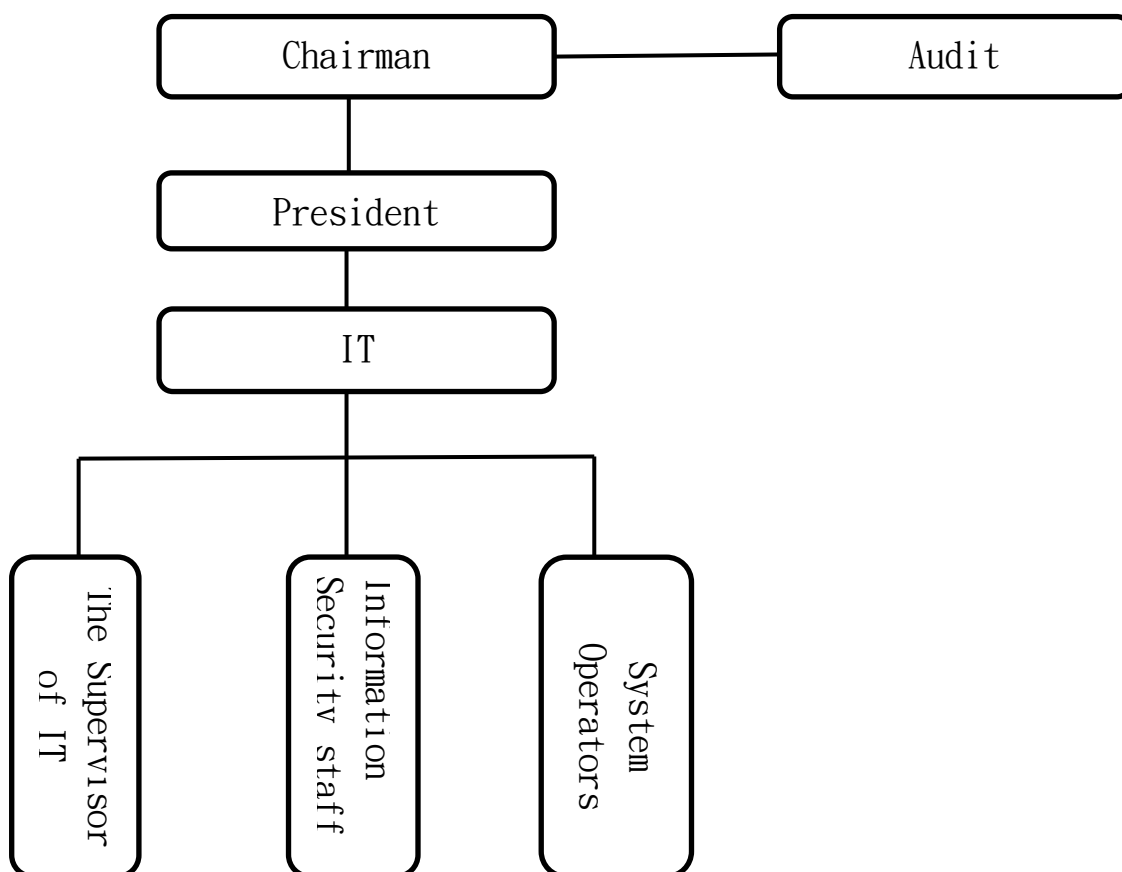 Chairman
Audit
President
IT
The Supervisor
of IT
Information
Security staff
System
Operators